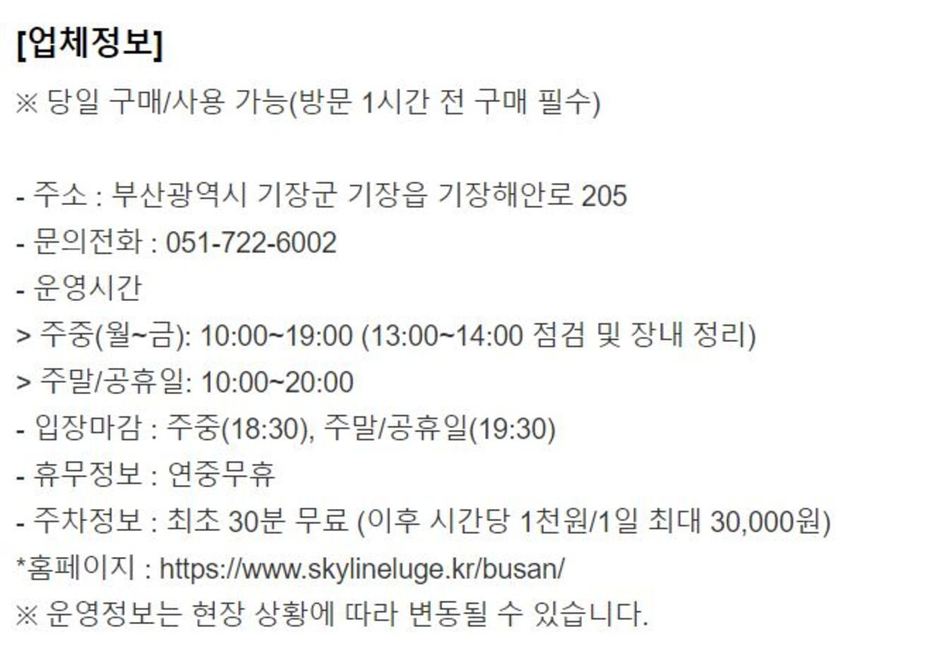 [업체정보]
※ 당일 구매/사용 가능(방문 1시간 전 구매 필수)
- 주소 : 부산광역시 기장군 기장읍 기장해안로 205
- 문의전화 : 051-722-6002
- 운영시간
> 주중(월~금): 10:00~19:00 (13:00~14:00 점검 및 장내 정리)
> 주말/공휴일: 10:00~20:00
- 입장마감 : 주중(18:30), 주말/공휴일(19:30)
- 휴무정보 : 연중무휴
- 주차정보 : 최초 30분 무료 (이후 시간당 1천원/1일 최대 30,000원)
*홈페이지 : https://www.skylineluge.kr/busan/
※ 운영정보는 현장 상황에 따라 변동될 수 있습니다.